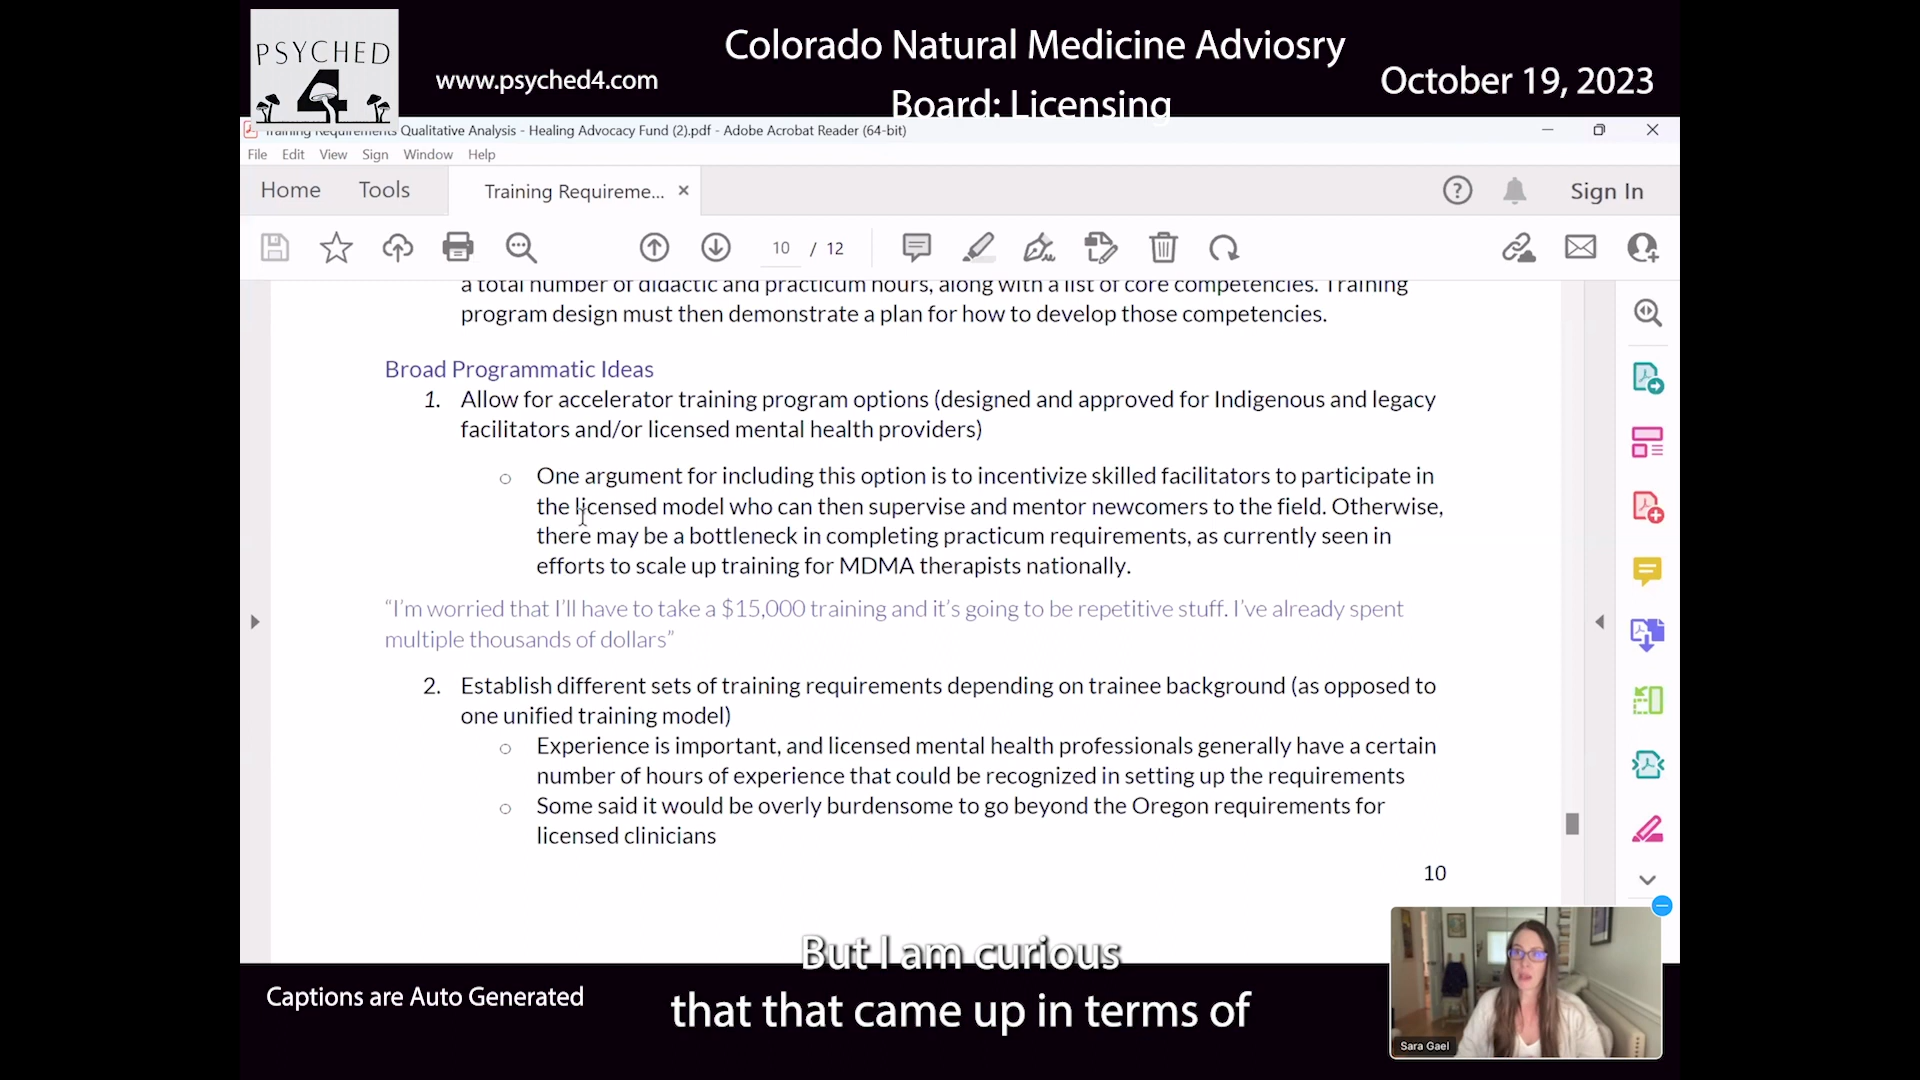 PSYCHED
4
www.psyched4.com
Colorado Natural Medicine Adviosry
Board: Licensing
October 19, 2023
Training Requirements Qualitative Analysis - Healing Advocacy Fund (2).pdf - Adobe Acrobat Reader (64-bit)
File Edit View Sign Window Help
Home Tools Training Requireme... × Sign In
10 / 12
a total number of didactic and practicum hours, along with a list of core competencies. Training
program design must then demonstrate a plan for how to develop those competencies.
Broad Programmatic Ideas
1. Allow for accelerator training program options (designed and approved for Indigenous and legacy
facilitators and/or licensed mental health providers)
○ One argument for including this option is to incentivize skilled facilitators to participate in
the licensed model who can then supervise and mentor newcomers to the field. Otherwise,
there may be a bottleneck in completing practicum requirements, as currently seen in
efforts to scale up training for MDMA therapists nationally.
“I’m worried that I’ll have to take a $15,000 training and it’s going to be repetitive stuff. I’ve already spent
multiple thousands of dollars”
2. Establish different sets of training requirements depending on trainee background (as opposed to
one unified training model)
○ Experience is important, and licensed mental health professionals generally have a certain
number of hours of experience that could be recognized in setting up the requirements
○ Some said it would be overly burdensome to go beyond the Oregon requirements for
licensed clinicians
10
But I am curious
that that came up in terms of
Captions are Auto Generated
Sara Gael